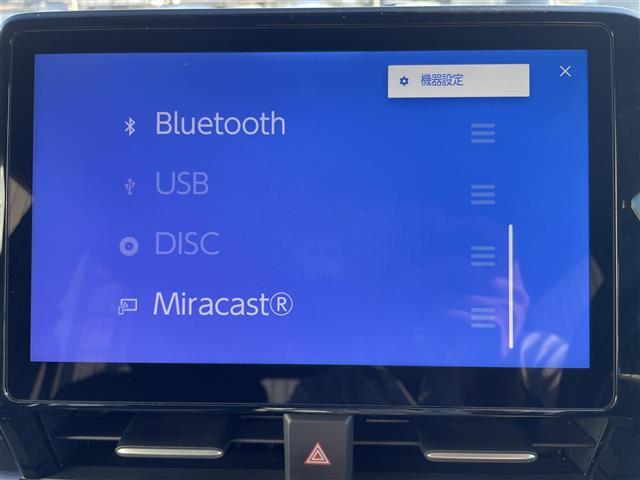 機器設定
Bluetooth
USB
DISC
Miracast®